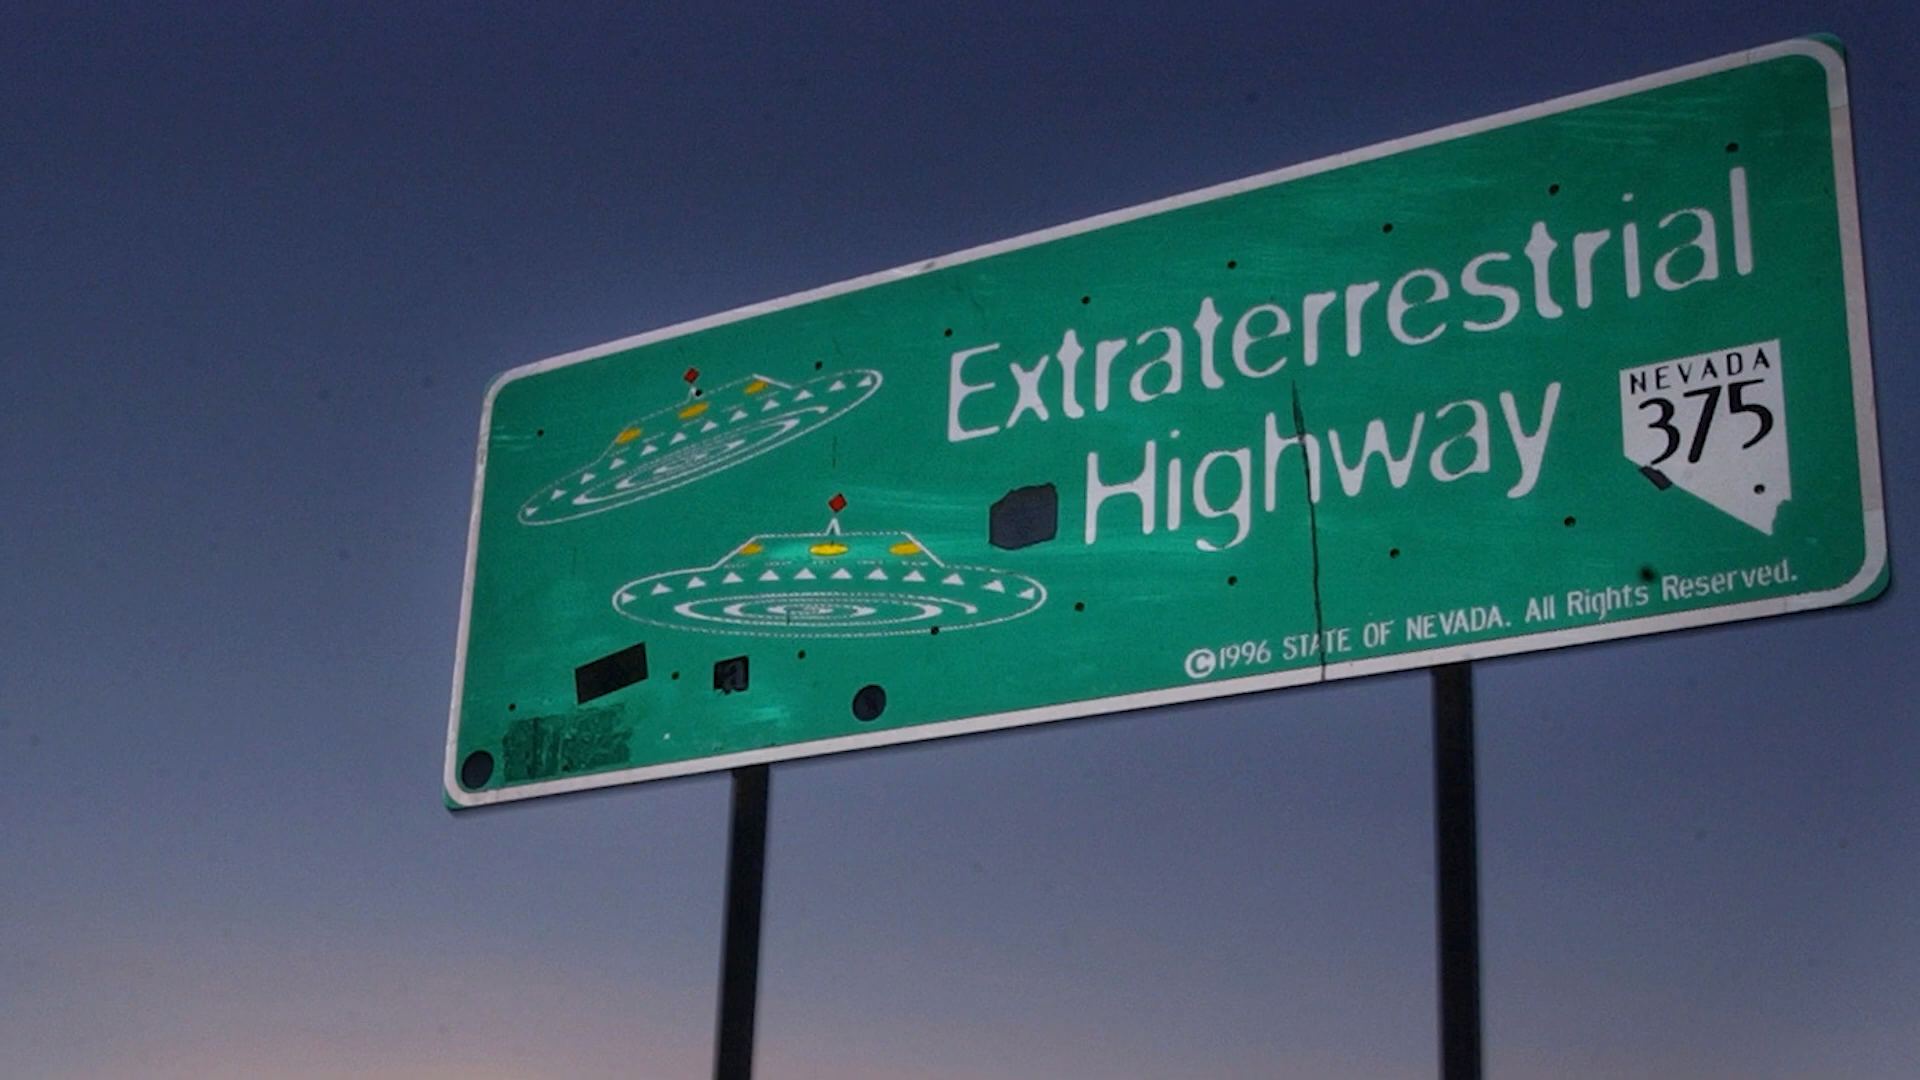 Extraterrestrial
Highway
NEVADA
375
©1996 STATE OF NEVADA. All Rights Reserved.